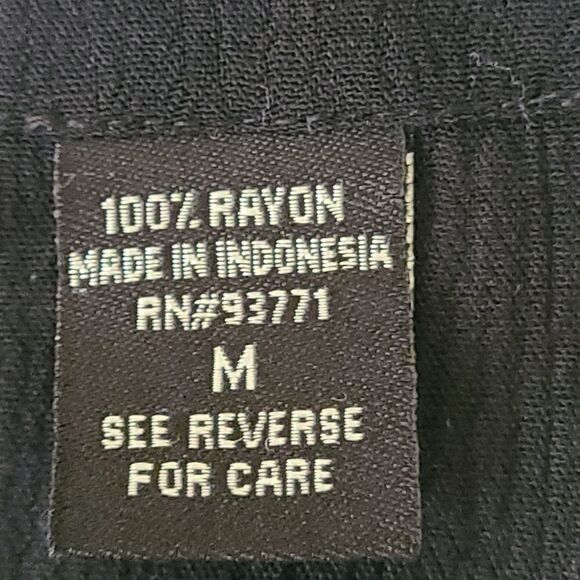 100% RAYON
MADE IN INDONESIA
RN#93771
M
SEE REVERSE
FOR CARE